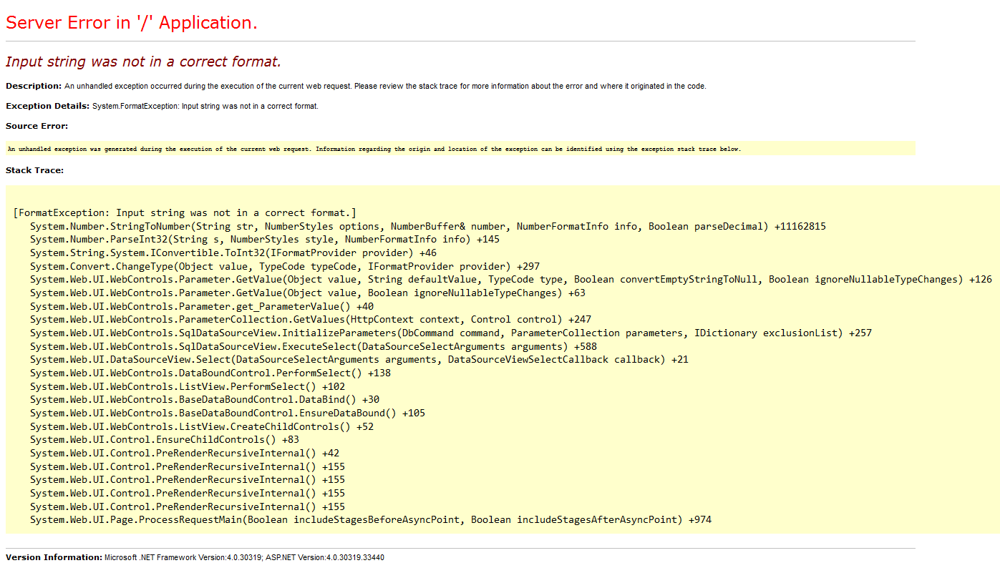 Server Error in '/' Application.
Input string was not in a correct format.
Description: An unhandled exception occurred during the execution of the current web request. Please review the stack trace for more information about the error and where it originated in the code.
Exception Details: System.FormatException: Input string was not in a correct format.
Source Error:
An unhandled exception was generated during the execution of the current web request. Information regarding the origin and location of the exception can be identified using the exception stack trace below.
Stack Trace:
[FormatException: Input string was not in a correct format.]
System.Number.StringToNumber(String str, NumberStyles options, NumberBuffer& number, NumberFormatInfo info, Boolean parseDecimal) +11162815
System.Number.ParseInt32(String s, NumberStyles style, NumberFormatInfo info) +145
System.String.System.IConvertible.ToInt32(IFormatProvider provider) +46
System.Convert.ChangeType(Object value, TypeCode typeCode, IFormatProvider provider) +297
System.Web.UI.WebControls.Parameter.GetValue(Object value, String defaultValue, TypeCode type, Boolean convertEmptyStringToNull, Boolean ignoreNullableTypeChanges) +126
System.Web.UI.WebControls.Parameter.GetValue(Object value, Boolean ignoreNullableTypeChanges) +63
System.Web.UI.WebControls.Parameter.get_ParameterValue() +40
System.Web.UI.WebControls.ParameterCollection.GetValues(HttpContext context, Control control) +247
System.Web.UI.WebControls.SqlDataSourceView.InitializeParameters(DbCommand command, ParameterCollection parameters, IDictionary exclusionList) +257
System.Web.UI.WebControls.SqlDataSourceView.ExecuteSelect(DataSourceSelectArguments arguments) +588
System.Web.UI.DataSourceView.Select(DataSourceSelectArguments arguments, DataSourceViewSelectCallback callback) +21
System.Web.UI.WebControls.DataBoundControl.PerformSelect() +138
System.Web.UI.WebControls.ListView.PerformSelect() +102
System.Web.UI.WebControls.BaseDataBoundControl.DataBind() +30
System.Web.UI.WebControls.BaseDataBoundControl.EnsureDataBound() +105
System.Web.UI.WebControls.ListView.CreateChildControls() +52
System.Web.UI.Control.EnsureChildControls() +83
System.Web.UI.Control.PreRenderRecursiveInternal() +42
System.Web.UI.Control.PreRenderRecursiveInternal() +155
System.Web.UI.Control.PreRenderRecursiveInternal() +155
System.Web.UI.Control.PreRenderRecursiveInternal() +155
System.Web.UI.Control.PreRenderRecursiveInternal() +155
System.Web.UI.Page.ProcessRequestMain(Boolean includeStagesBeforeAsyncPoint, Boolean includeStagesAfterAsyncPoint) +974
Version Information: Microsoft .NET Framework Version:4.0.30319; ASP.NET Version:4.0.30319.33440